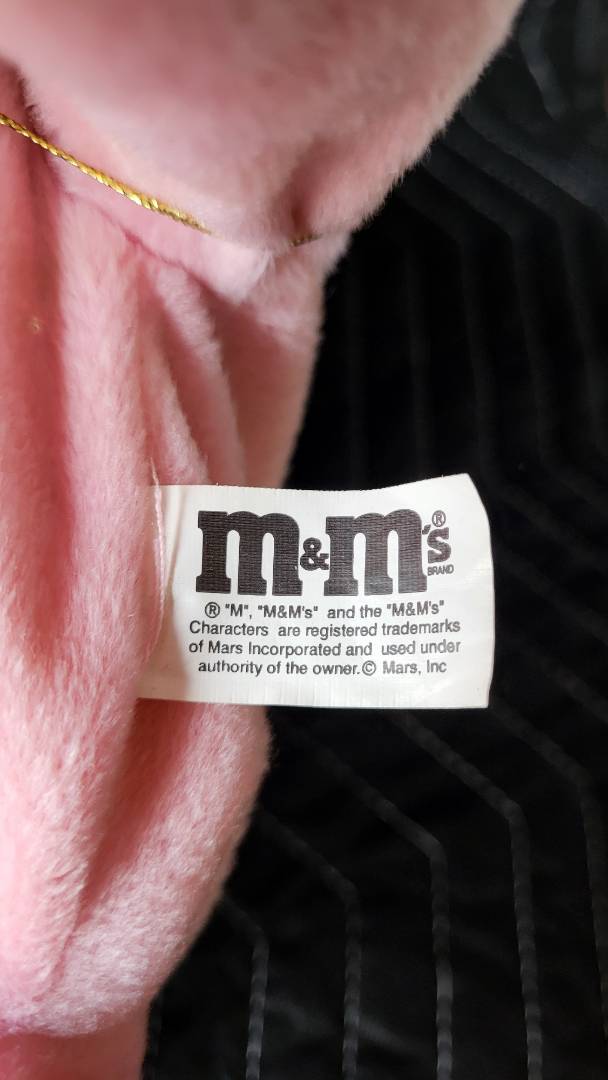 m&m's®
BRAND
® "M", "M&M's" and the "M&M's"
Characters are registered trademarks
of Mars Incorporated and used under
authority of the owner.© Mars, Inc